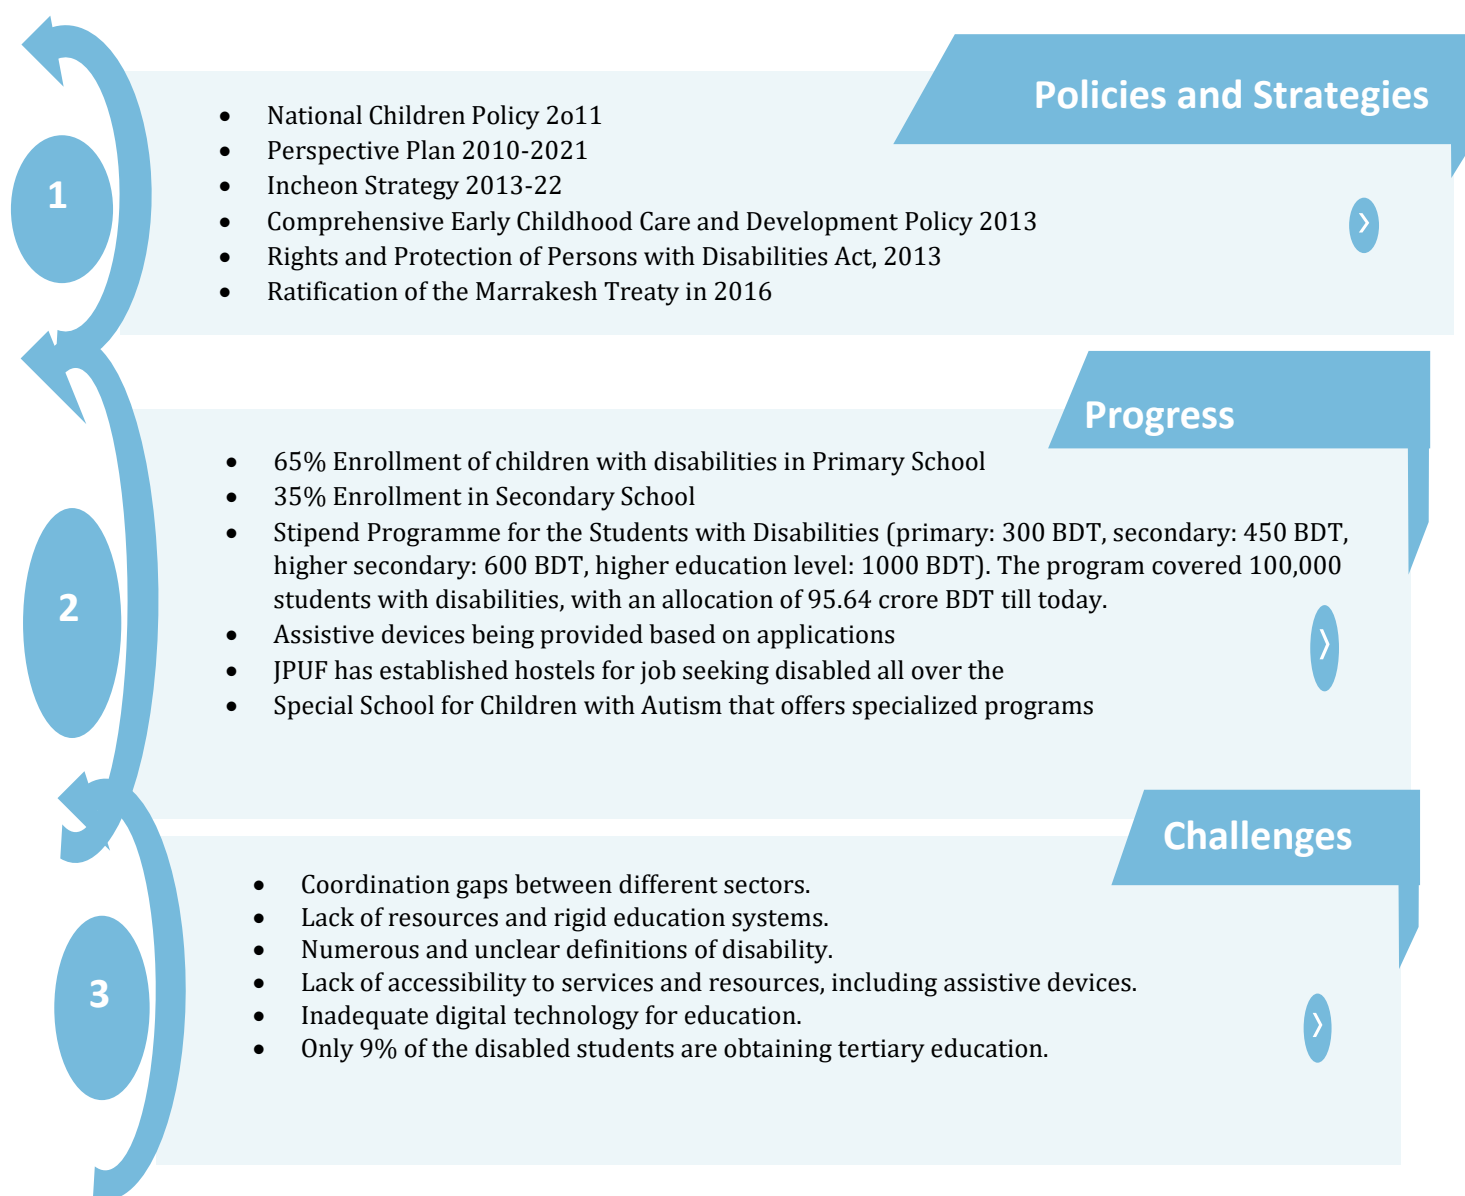 Policies and Strategies
1
• National Children Policy 2o11
• Perspective Plan 2010-2021
• Incheon Strategy 2013-22
• Comprehensive Early Childhood Care and Development Policy 2013
• Rights and Protection of Persons with Disabilities Act, 2013
• Ratification of the Marrakesh Treaty in 2016
Progress
2
• 65% Enrollment of children with disabilities in Primary School
• 35% Enrollment in Secondary School
• Stipend Programme for the Students with Disabilities (primary: 300 BDT, secondary: 450 BDT,
higher secondary: 600 BDT, higher education level: 1000 BDT). The program covered 100,000
students with disabilities, with an allocation of 95.64 crore BDT till today.
• Assistive devices being provided based on applications
• JPUF has established hostels for job seeking disabled all over the
• Special School for Children with Autism that offers specialized programs
Challenges
3
• Coordination gaps between different sectors.
• Lack of resources and rigid education systems.
• Numerous and unclear definitions of disability.
• Lack of accessibility to services and resources, including assistive devices.
• Inadequate digital technology for education.
• Only 9% of the disabled students are obtaining tertiary education.